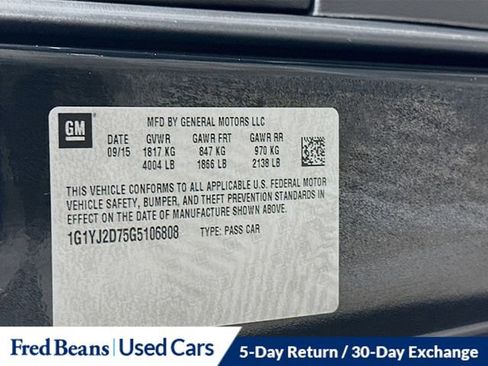 GM
MFD BY GENERAL MOTORS LLC
DATE GVWR GAWR FRT GAWR RR
09/15 1817 KG 847 KG 970 KG
4004 LB 1866 LB 2138 LB
THIS VEHICLE CONFORMS TO ALL APPLICABLE U.S. FEDERAL MOTOR
VEHICLE SAFETY, BUMPER, AND THEFT PREVENTION STANDARDS IN
EFFECT ON THE DATE OF MANUFACTURE SHOWN ABOVE.
1G1YJ2D75G5106808 TYPE: PASS CAR
Fred Beans Used Cars 5-Day Return / 30-Day Exchange